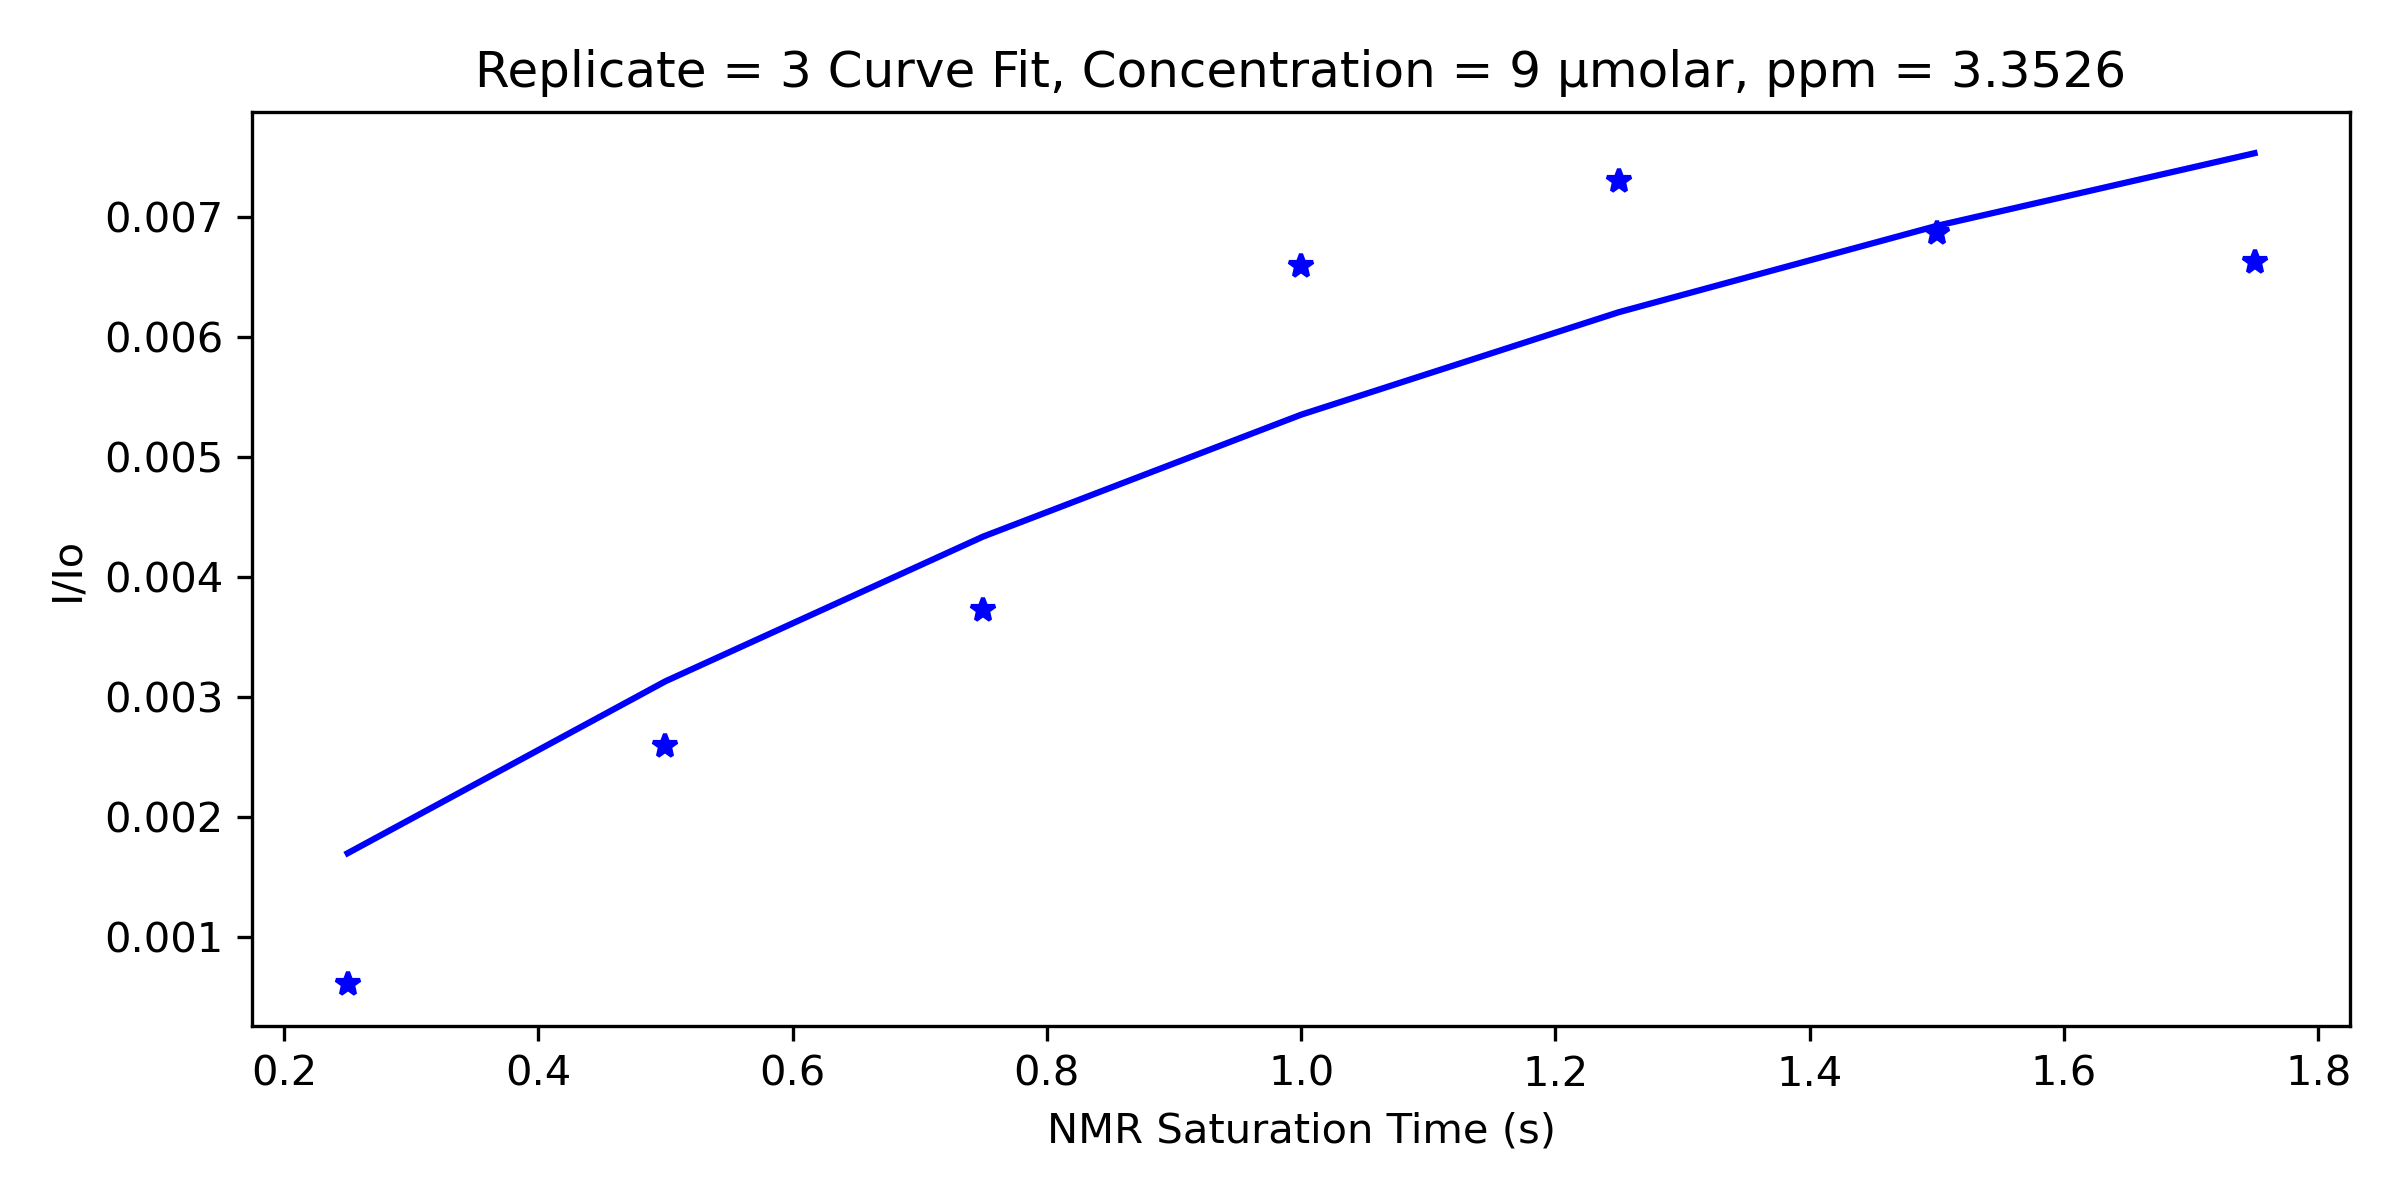 Replicate = 3 Curve Fit, Concentration = 9 μmolar, ppm = 3.3526
0.007
0.006
0.005
0.004
0.003
0.002
0.001
I/Io
0.2 0.4 0.6 0.8 1.0 1.2 1.4 1.6 1.8
NMR Saturation Time (s)